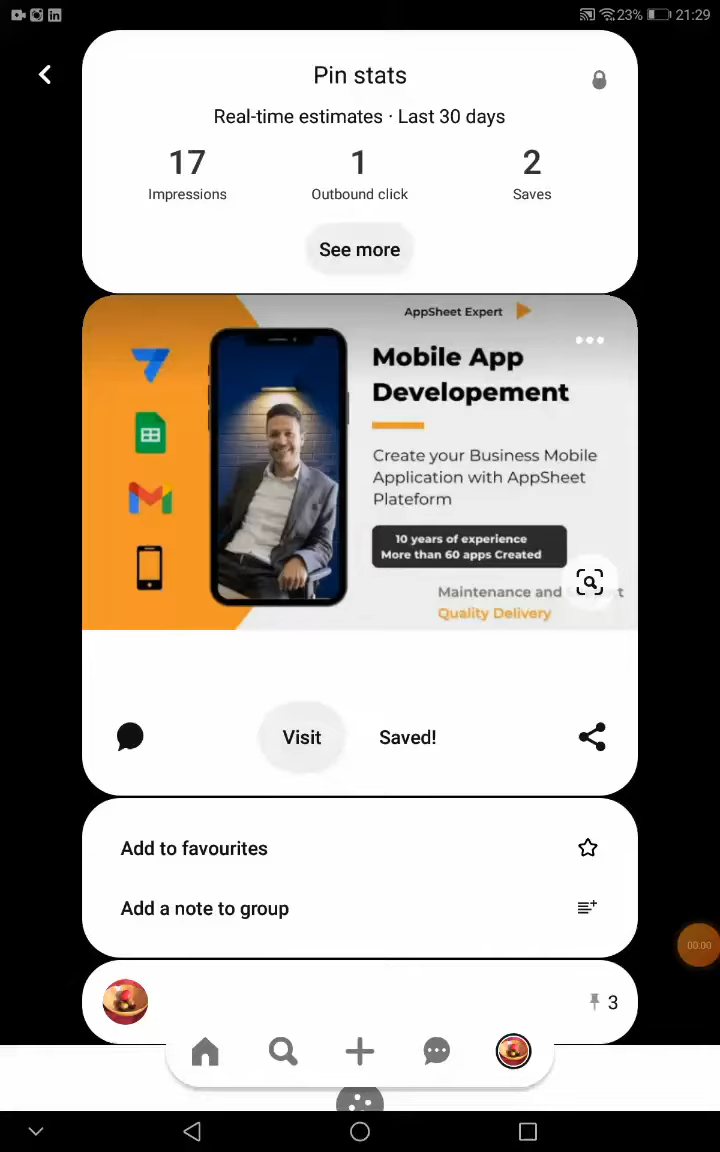 23% 21:29
Pin stats
Real-time estimates · Last 30 days
17 1 2
Impressions Outbound click Saves
See more
AppSheet Expert
Mobile App
Developement
Create your Business Mobile
Application with AppSheet
Plateform
10 years of experience
More than 60 apps Created
Maintenance and
Quality Delivery
Visit Saved!
Add to favourites
Add a note to group
00:00
3